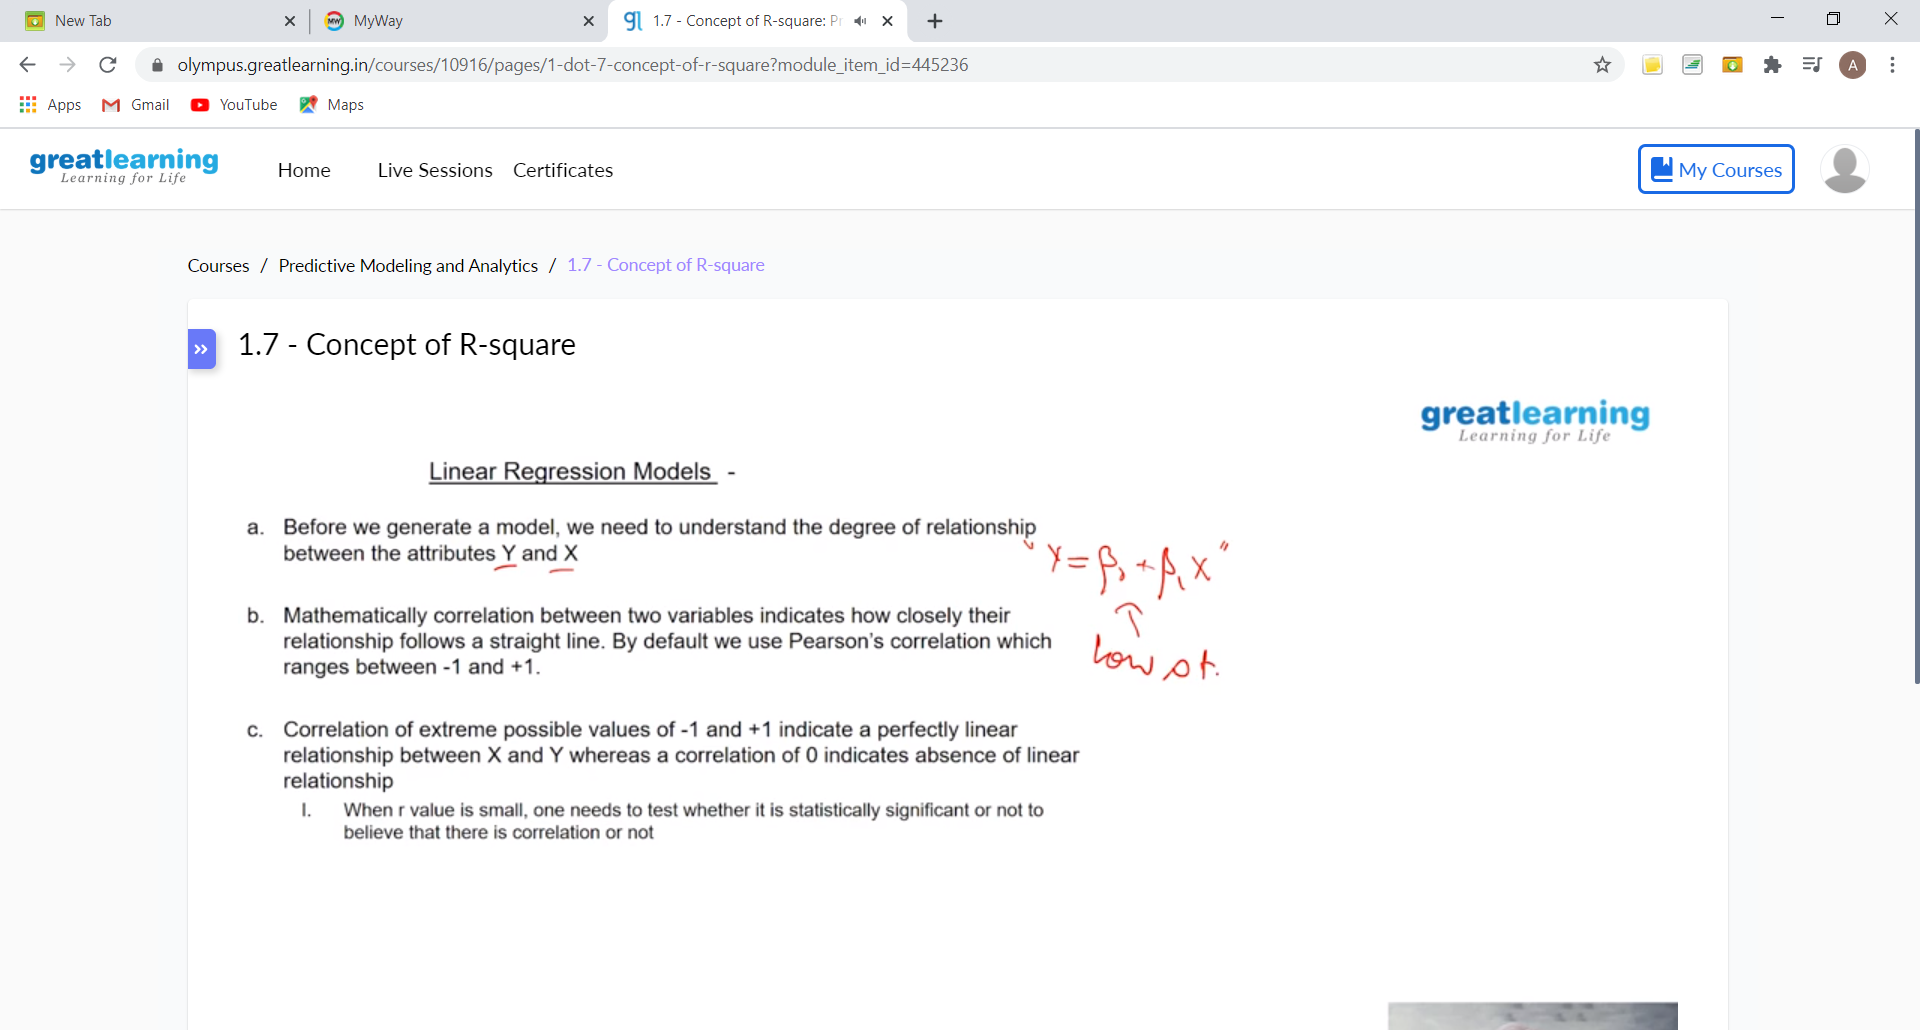 New Tab
MyWay
1.7 - Concept of R-square: Pr
olympus.greatlearning.in/courses/10916/pages/1-dot-7-concept-of-r-square?module_item_id=445236
A
Apps
Gmail
YouTube
Maps
greatlearning
Learning for Life
Home
Live Sessions
Certificates
My Courses
Courses / Predictive Modeling and Analytics / 1.7 - Concept of R-square
1.7 - Concept of R-square
greatlearning
Learning for Life
Linear Regression Models -
a. Before we generate a model, we need to understand the degree of relationship
between the attributes Y and X
b. Mathematically correlation between two variables indicates how closely their
relationship follows a straight line. By default we use Pearson's correlation which
ranges between -1 and +1.
c. Correlation of extreme possible values of -1 and +1 indicate a perfectly linear
relationship between X and Y whereas a correlation of 0 indicates absence of linear
relationship
I. When r value is small, one needs to test whether it is statistically significant or not to
believe that there is correlation or not
"Y = β₀ + β₁ X"